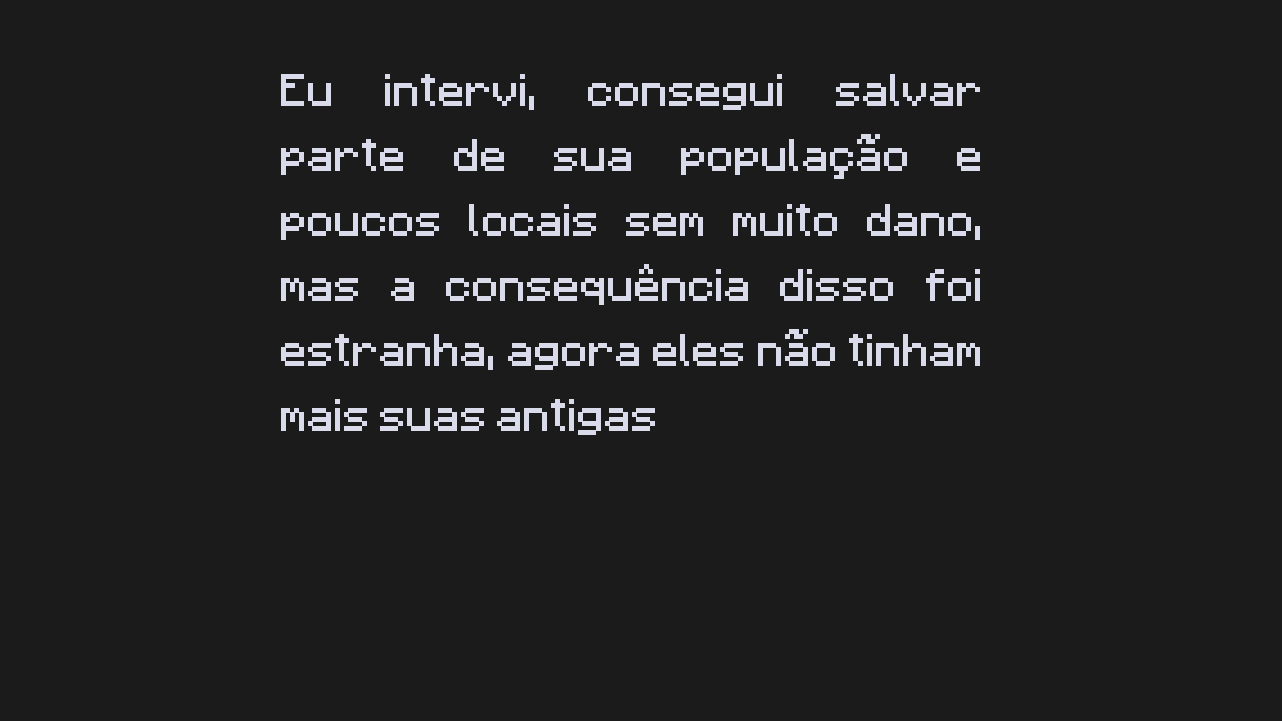 Eu intervi, consegui salvar
parte de sua população e
poucos locais sem muito dano,
mas a consequência disso foi
estranha, agora eles não tinham
mais suas antigas